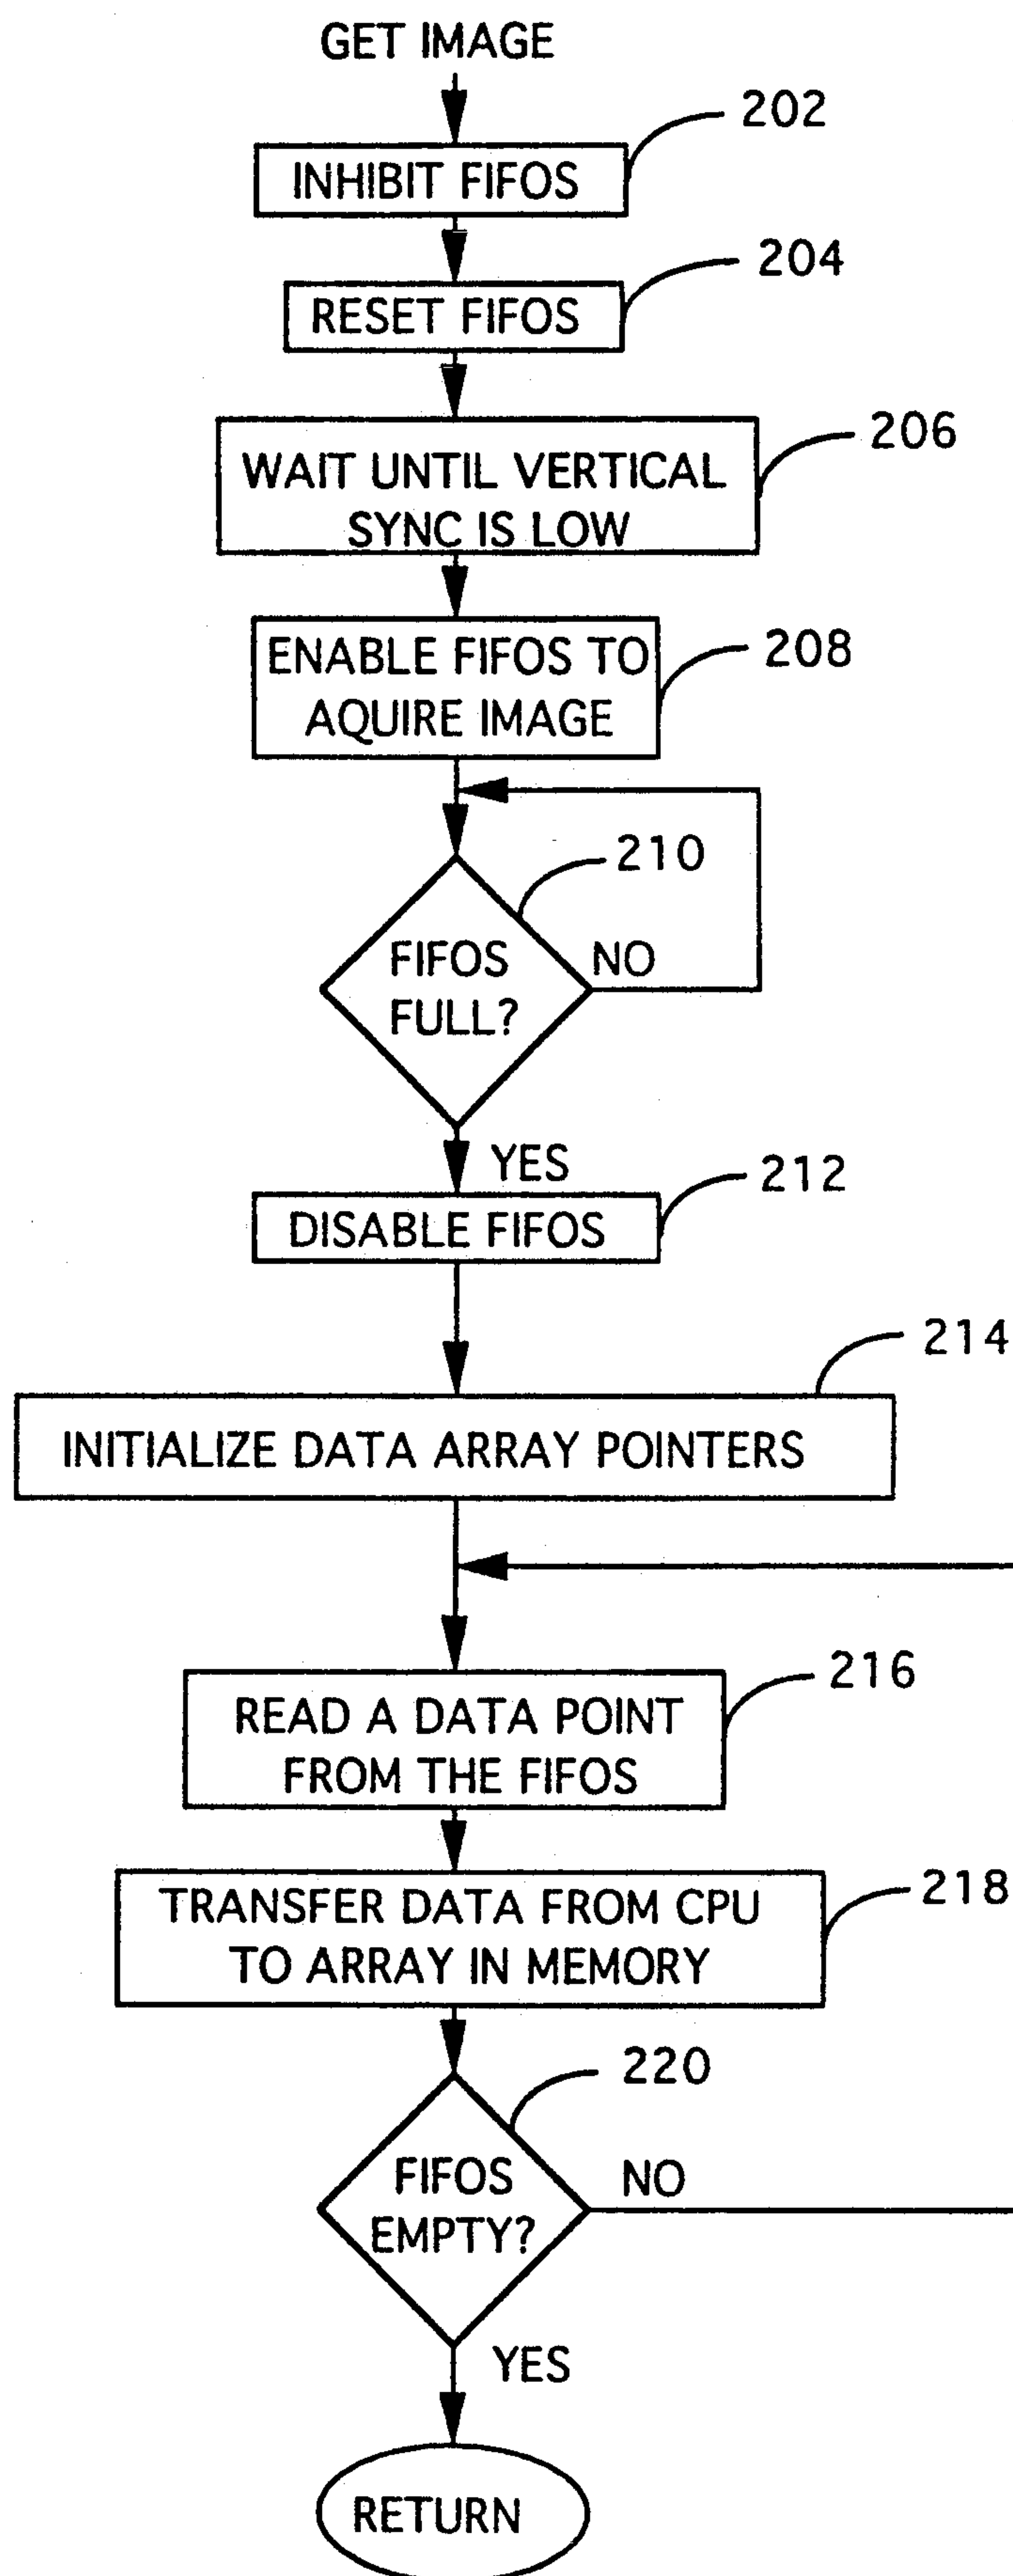 GET IMAGE
202
INHIBIT FIFOS
204
RESET FIFOS
206
WAIT UNTIL VERTICAL
SYNC IS LOW
208
ENABLE FIFOS TO
AQUIRE IMAGE
210
FIFOS
FULL?
NO
YES
212
DISABLE FIFOS
214
INITIALIZE DATA ARRAY POINTERS
216
READ A DATA POINT
FROM THE FIFOS
218
TRANSFER DATA FROM CPU
TO ARRAY IN MEMORY
220
FIFOS
EMPTY?
NO
YES
RETURN